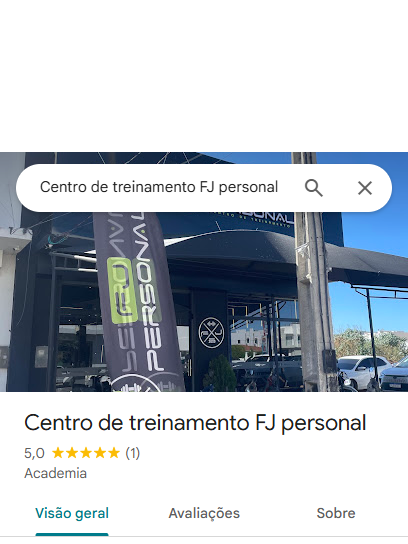 Centro de treinamento FJ personal
PERSONAL
Centro de treinamento FJ personal
5,0 ★★★★★ (1)
Academia
Visão geral
Avaliações
Sobre